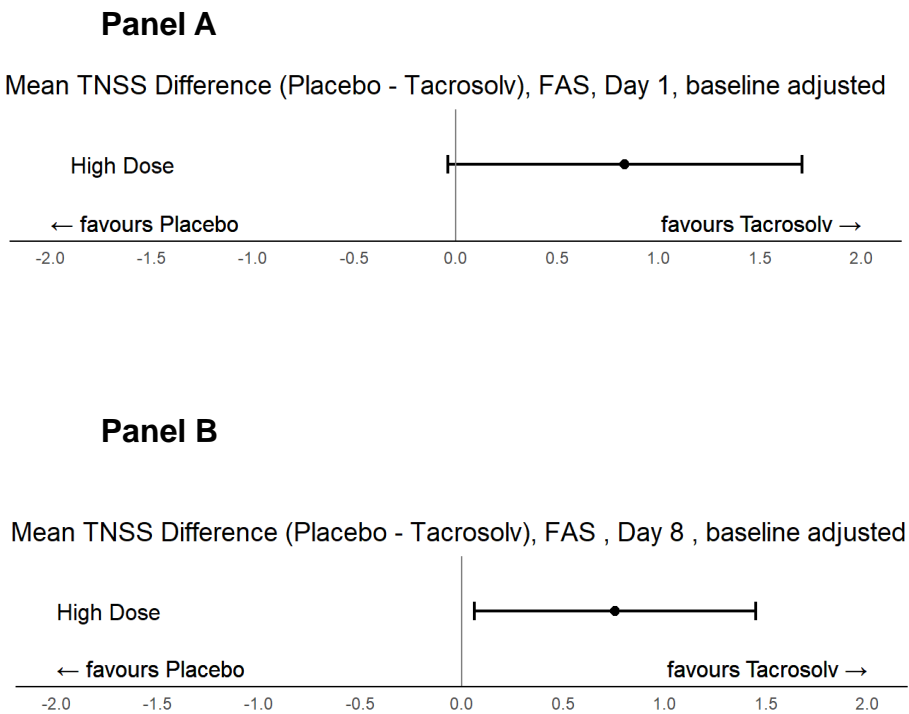 Panel A
Mean TNSS Difference (Placebo - Tacrosolv), FAS, Day 1, baseline adjusted
High Dose
← favours Placebo favours Tacrosolv →
-2.0 -1.5 -1.0 -0.5 0.0 0.5 1.0 1.5 2.0
Panel B
Mean TNSS Difference (Placebo - Tacrosolv), FAS , Day 8 , baseline adjusted
High Dose
← favours Placebo favours Tacrosolv →
-2.0 -1.5 -1.0 -0.5 0.0 0.5 1.0 1.5 2.0